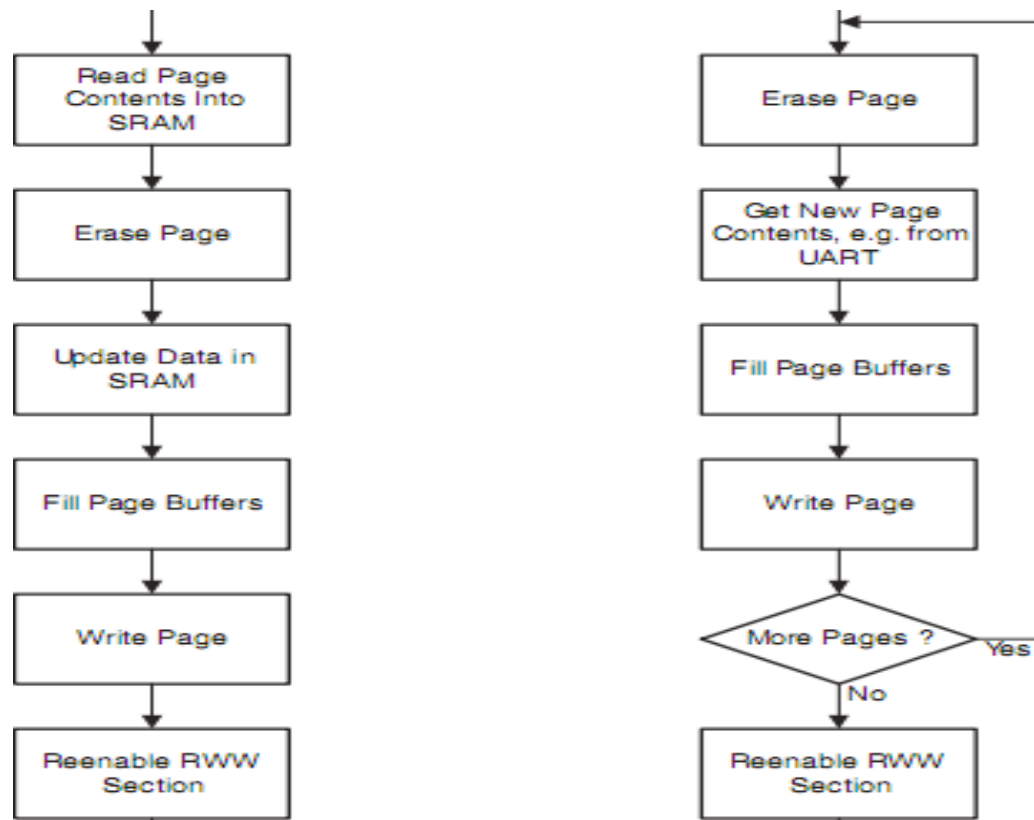 Read Page
Contents Into
SRAM
Erase Page
Update Data in
SRAM
Fill Page Buffers
Write Page
Reenable RWW
Section
Erase Page
Get New Page
Contents, e.g. from
UART
Fill Page Buffers
Write Page
More Pages ?
Yes
No
Reenable RWW
Section